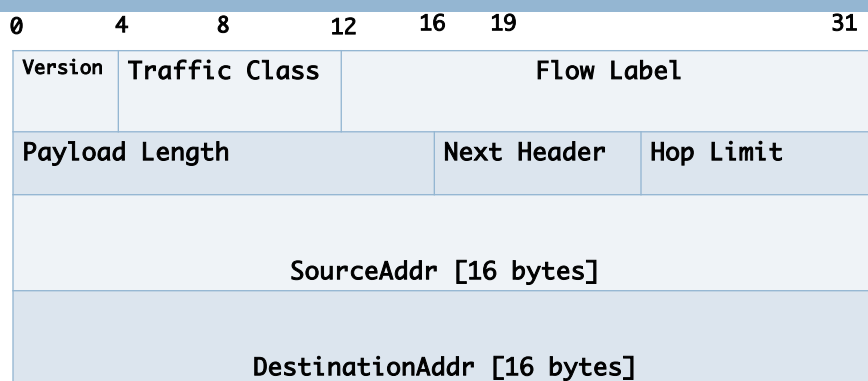 0 4 8 12 16 19 31
Version Traffic Class Flow Label
Payload Length Next Header Hop Limit
SourceAddr [16 bytes]
DestinationAddr [16 bytes]